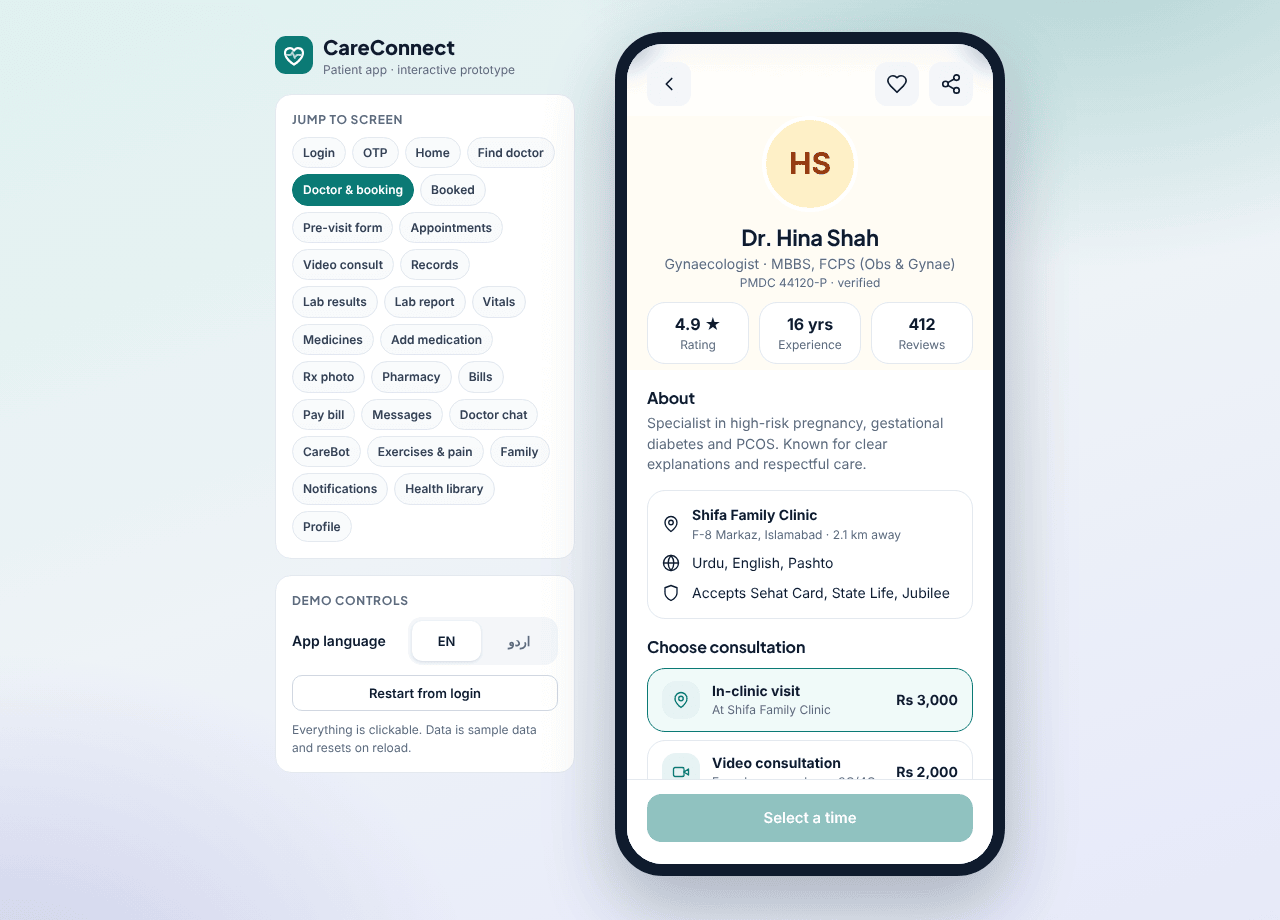 CareConnect
Patient app · interactive prototype
JUMP TO SCREEN
Login
OTP
Home
Find doctor
Doctor & booking
Booked
Pre-visit form
Appointments
Video consult
Records
Lab results
Lab report
Vitals
Medicines
Add medication
Rx photo
Pharmacy
Bills
Pay bill
Messages
Doctor chat
CareBot
Exercises & pain
Family
Notifications
Health library
Profile
DEMO CONTROLS
App language
EN
اردو
Restart from login
Everything is clickable. Data is sample data
and resets on reload.
HS
Dr. Hina Shah
Gynaecologist · MBBS, FCPS (Obs & Gynae)
PMDC 44120-P · verified
4.9 ★
Rating
16 yrs
Experience
412
Reviews
About
Specialist in high-risk pregnancy, gestational
diabetes and PCOS. Known for clear
explanations and respectful care.
Shifa Family Clinic
F-8 Markaz, Islamabad · 2.1 km away
Urdu, English, Pashto
Accepts Sehat Card, State Life, Jubilee
Choose consultation
In-clinic visit
At Shifa Family Clinic
Rs 3,000
Video consultation
Rs 2,000
Select a time